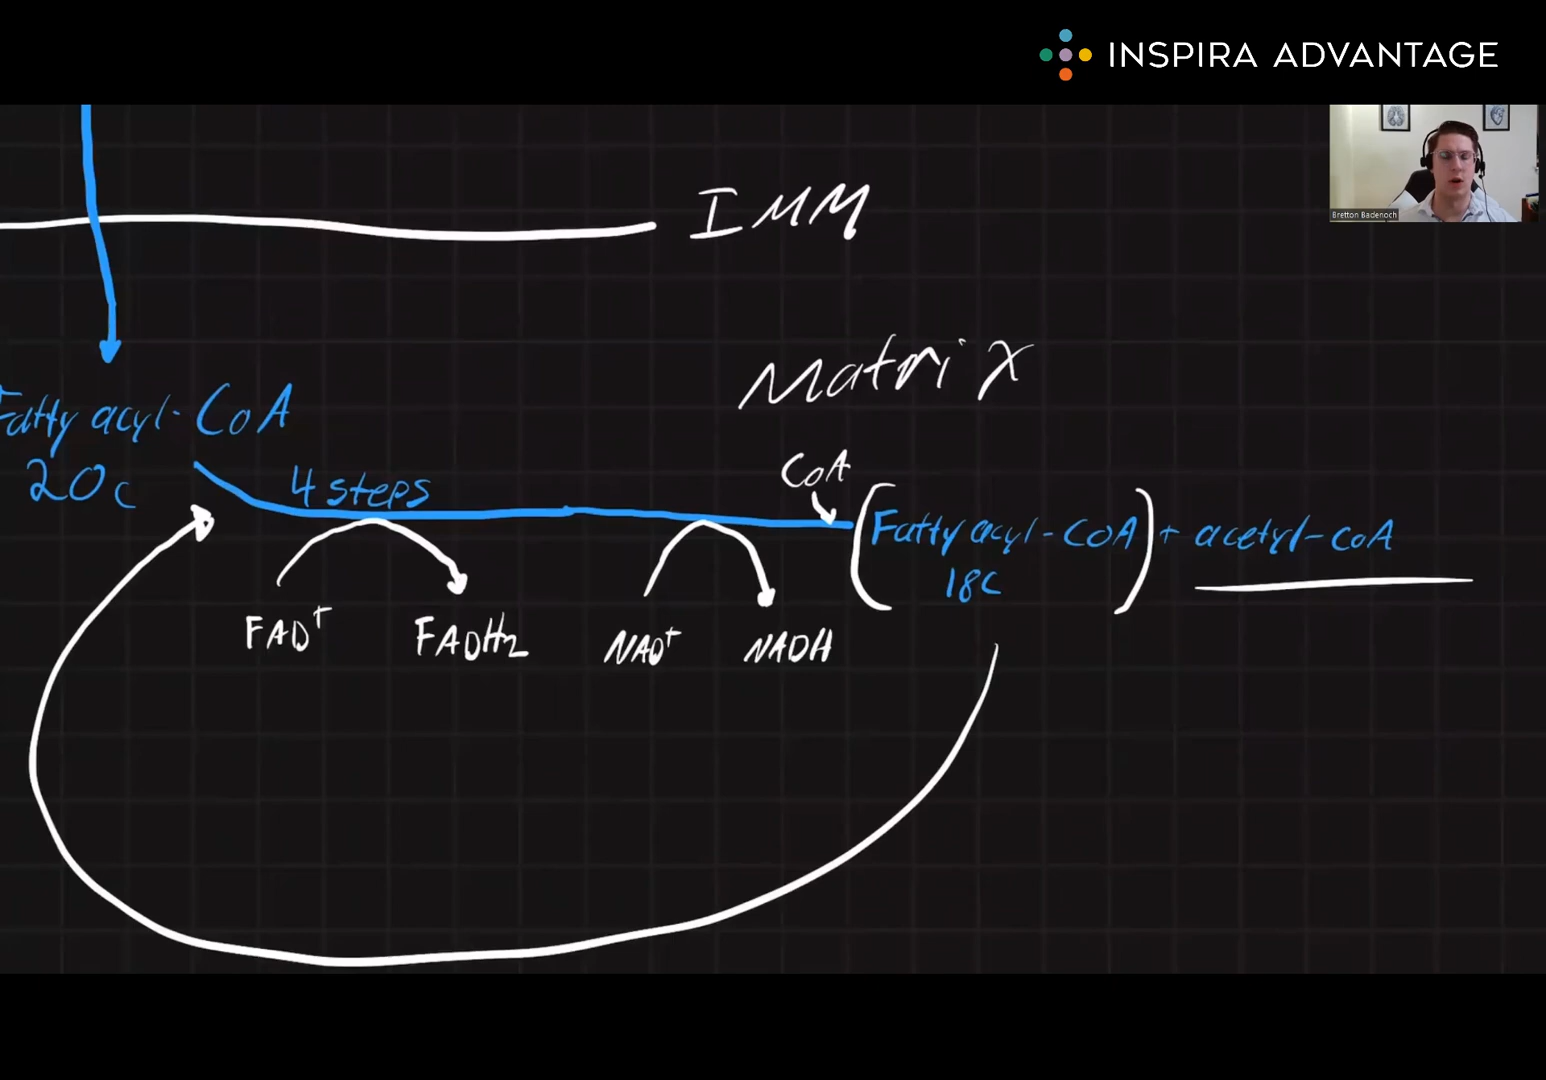 INSPIRA ADVANTAGE
Bretton Badenoch
IMM
Matrix
Fatty acyl-CoA
20c
4 steps
CoA
(Fatty acyl-CoA) + acetyl-CoA
18C
FAD+ FADH2 NAD+ NADH